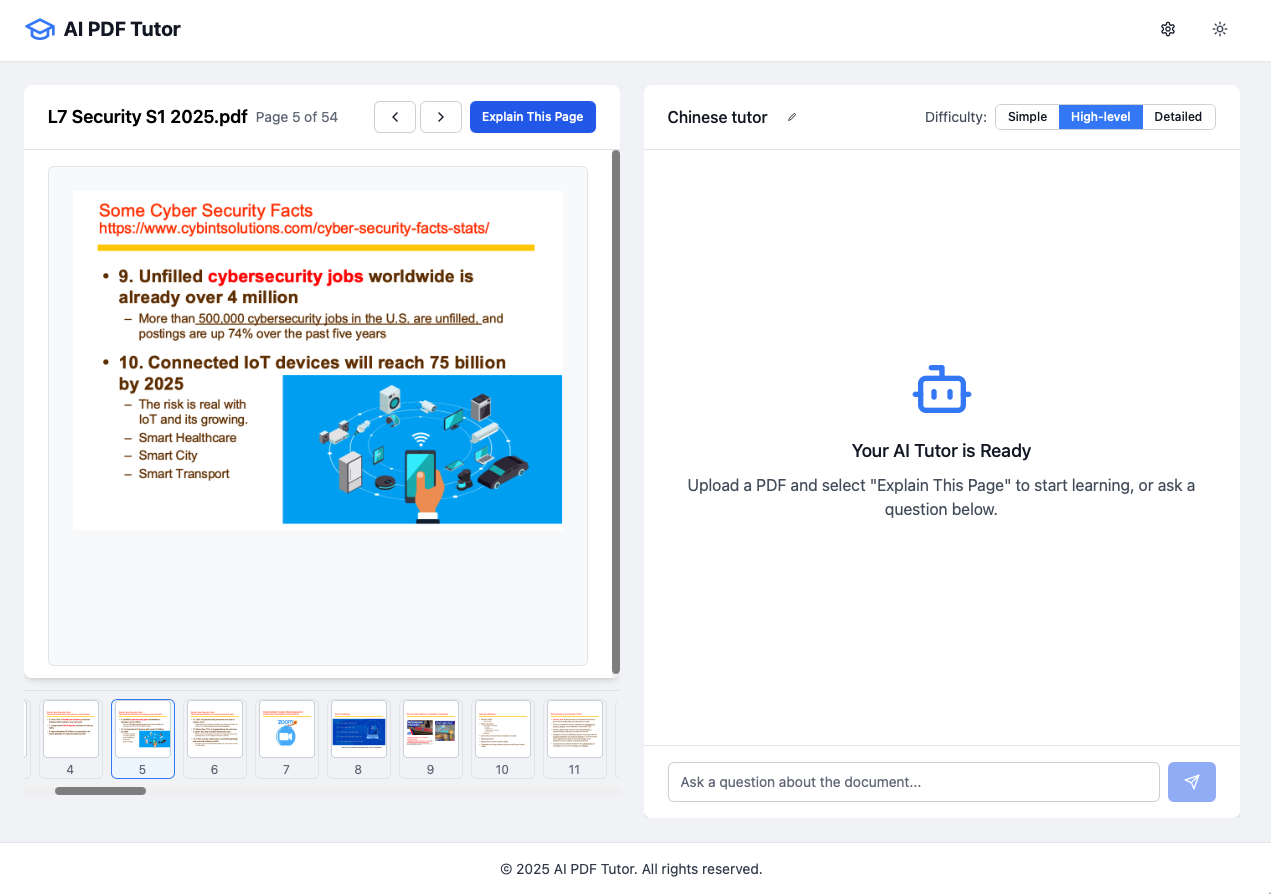 AI PDF Tutor
L7 Security S1 2025.pdf Page 5 of 54
Explain This Page
Some Cyber Security Facts
https://www.cybintsolutions.com/cyber-security-facts-stats/
• 9. Unfilled cybersecurity jobs worldwide is
already over 4 million
– More than 500,000 cybersecurity jobs in the U.S. are unfilled, and
postings are up 74% over the past five years
• 10. Connected IoT devices will reach 75 billion
by 2025
– The risk is real with
IoT and its growing.
– Smart Healthcare
– Smart City
– Smart Transport
zoom
4 5 6 7 8 9 10 11
Chinese tutor
Difficulty: Simple High-level Detailed
Your AI Tutor is Ready
Upload a PDF and select "Explain This Page" to start learning, or ask a
question below.
Ask a question about the document...
© 2025 AI PDF Tutor. All rights reserved.